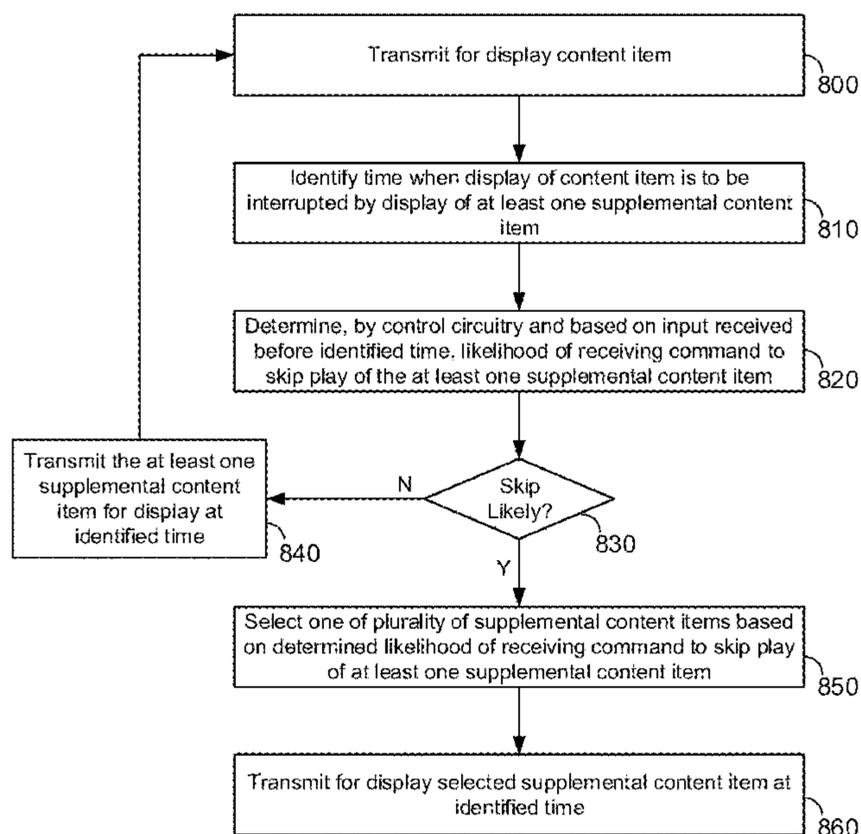 Transmit for display content item
800
Identify time when display of content item is to be
interrupted by display of at least one supplemental content
item
810
Determine, by control circuitry and based on input received
before identified time, likelihood of receiving command to
skip play of the at least one supplemental content item
820
Skip
Likely?
830
N
Transmit the at least one
supplemental content
item for display at
identified time
840
Y
Select one of plurality of supplemental content items based
on determined likelihood of receiving command to skip play
of at least one supplemental content item
850
Transmit for display selected supplemental content item at
identified time
860